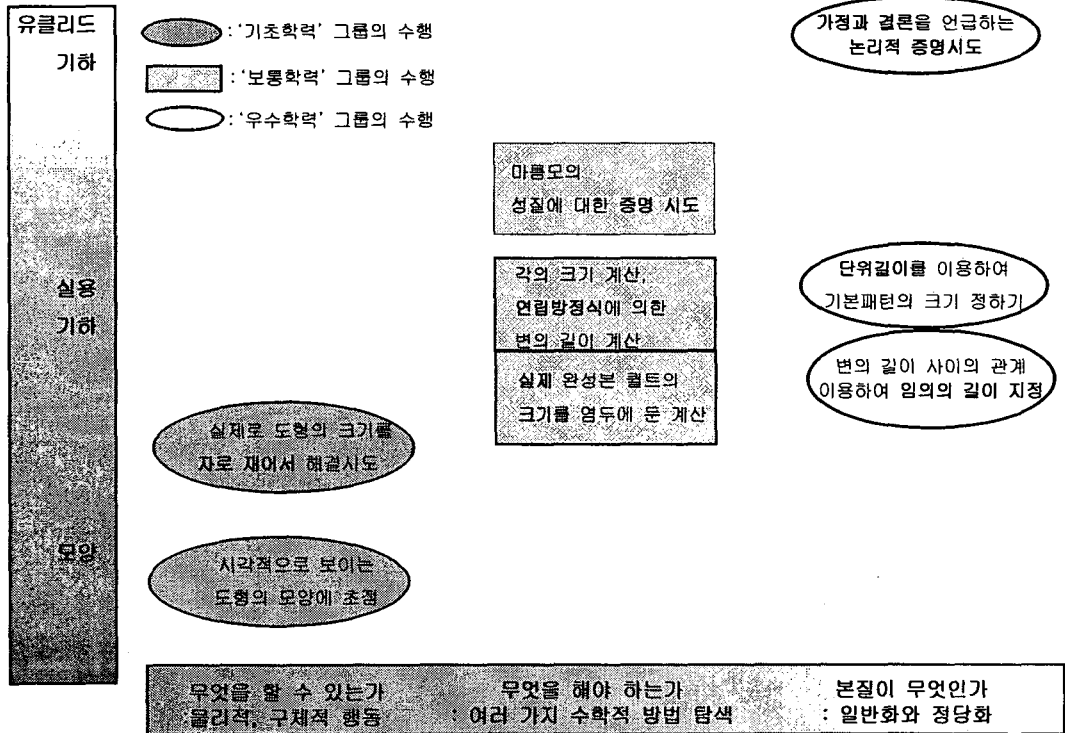 유클리드
기하
실용
기하
모양
: '기초학력' 그룹의 수행
: '보통학력' 그룹의 수행
: '우수학력' 그룹의 수행
가정과 결론을 언급하는
논리적 증명시도
마름모의
성질에 대한 증명 시도
각의 크기 계산,
연립방정식에 의한
변의 길이 계산
단위길이를 이용하여
기본패턴의 크기 정하기
실제 완성본 퀼트의
크기를 염두에 둔 계산
변의 길이 사이의 관계
이용하여 임의의 길이 지정
실제로 도형의 크기를
자로 재어서 해결시도
시각적으로 보이는
도형의 모양에 초점
무엇을 할 수 있는가
: 물리적, 구체적 행동
무엇을 해야 하는가
: 여러 가지 수학적 방법 탐색
본질이 무엇인가
: 일반화와 정당화